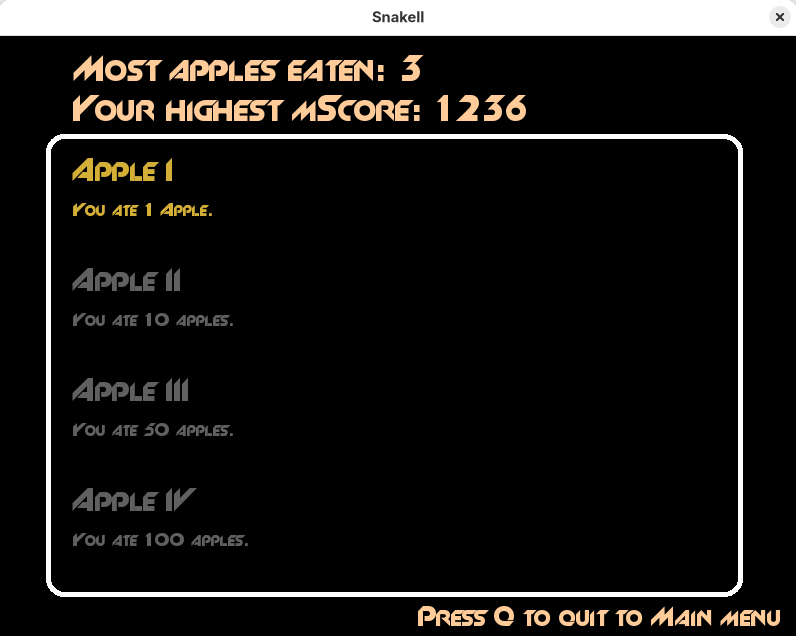 Snakell
Most apples eaten: 3
Your highest mScore: 1236
Apple I
You ate 1 Apple.
Apple II
You ate 10 apples.
Apple III
You ate 50 apples.
Apple IV
You ate 100 apples.
Press Q to quit to Main menu